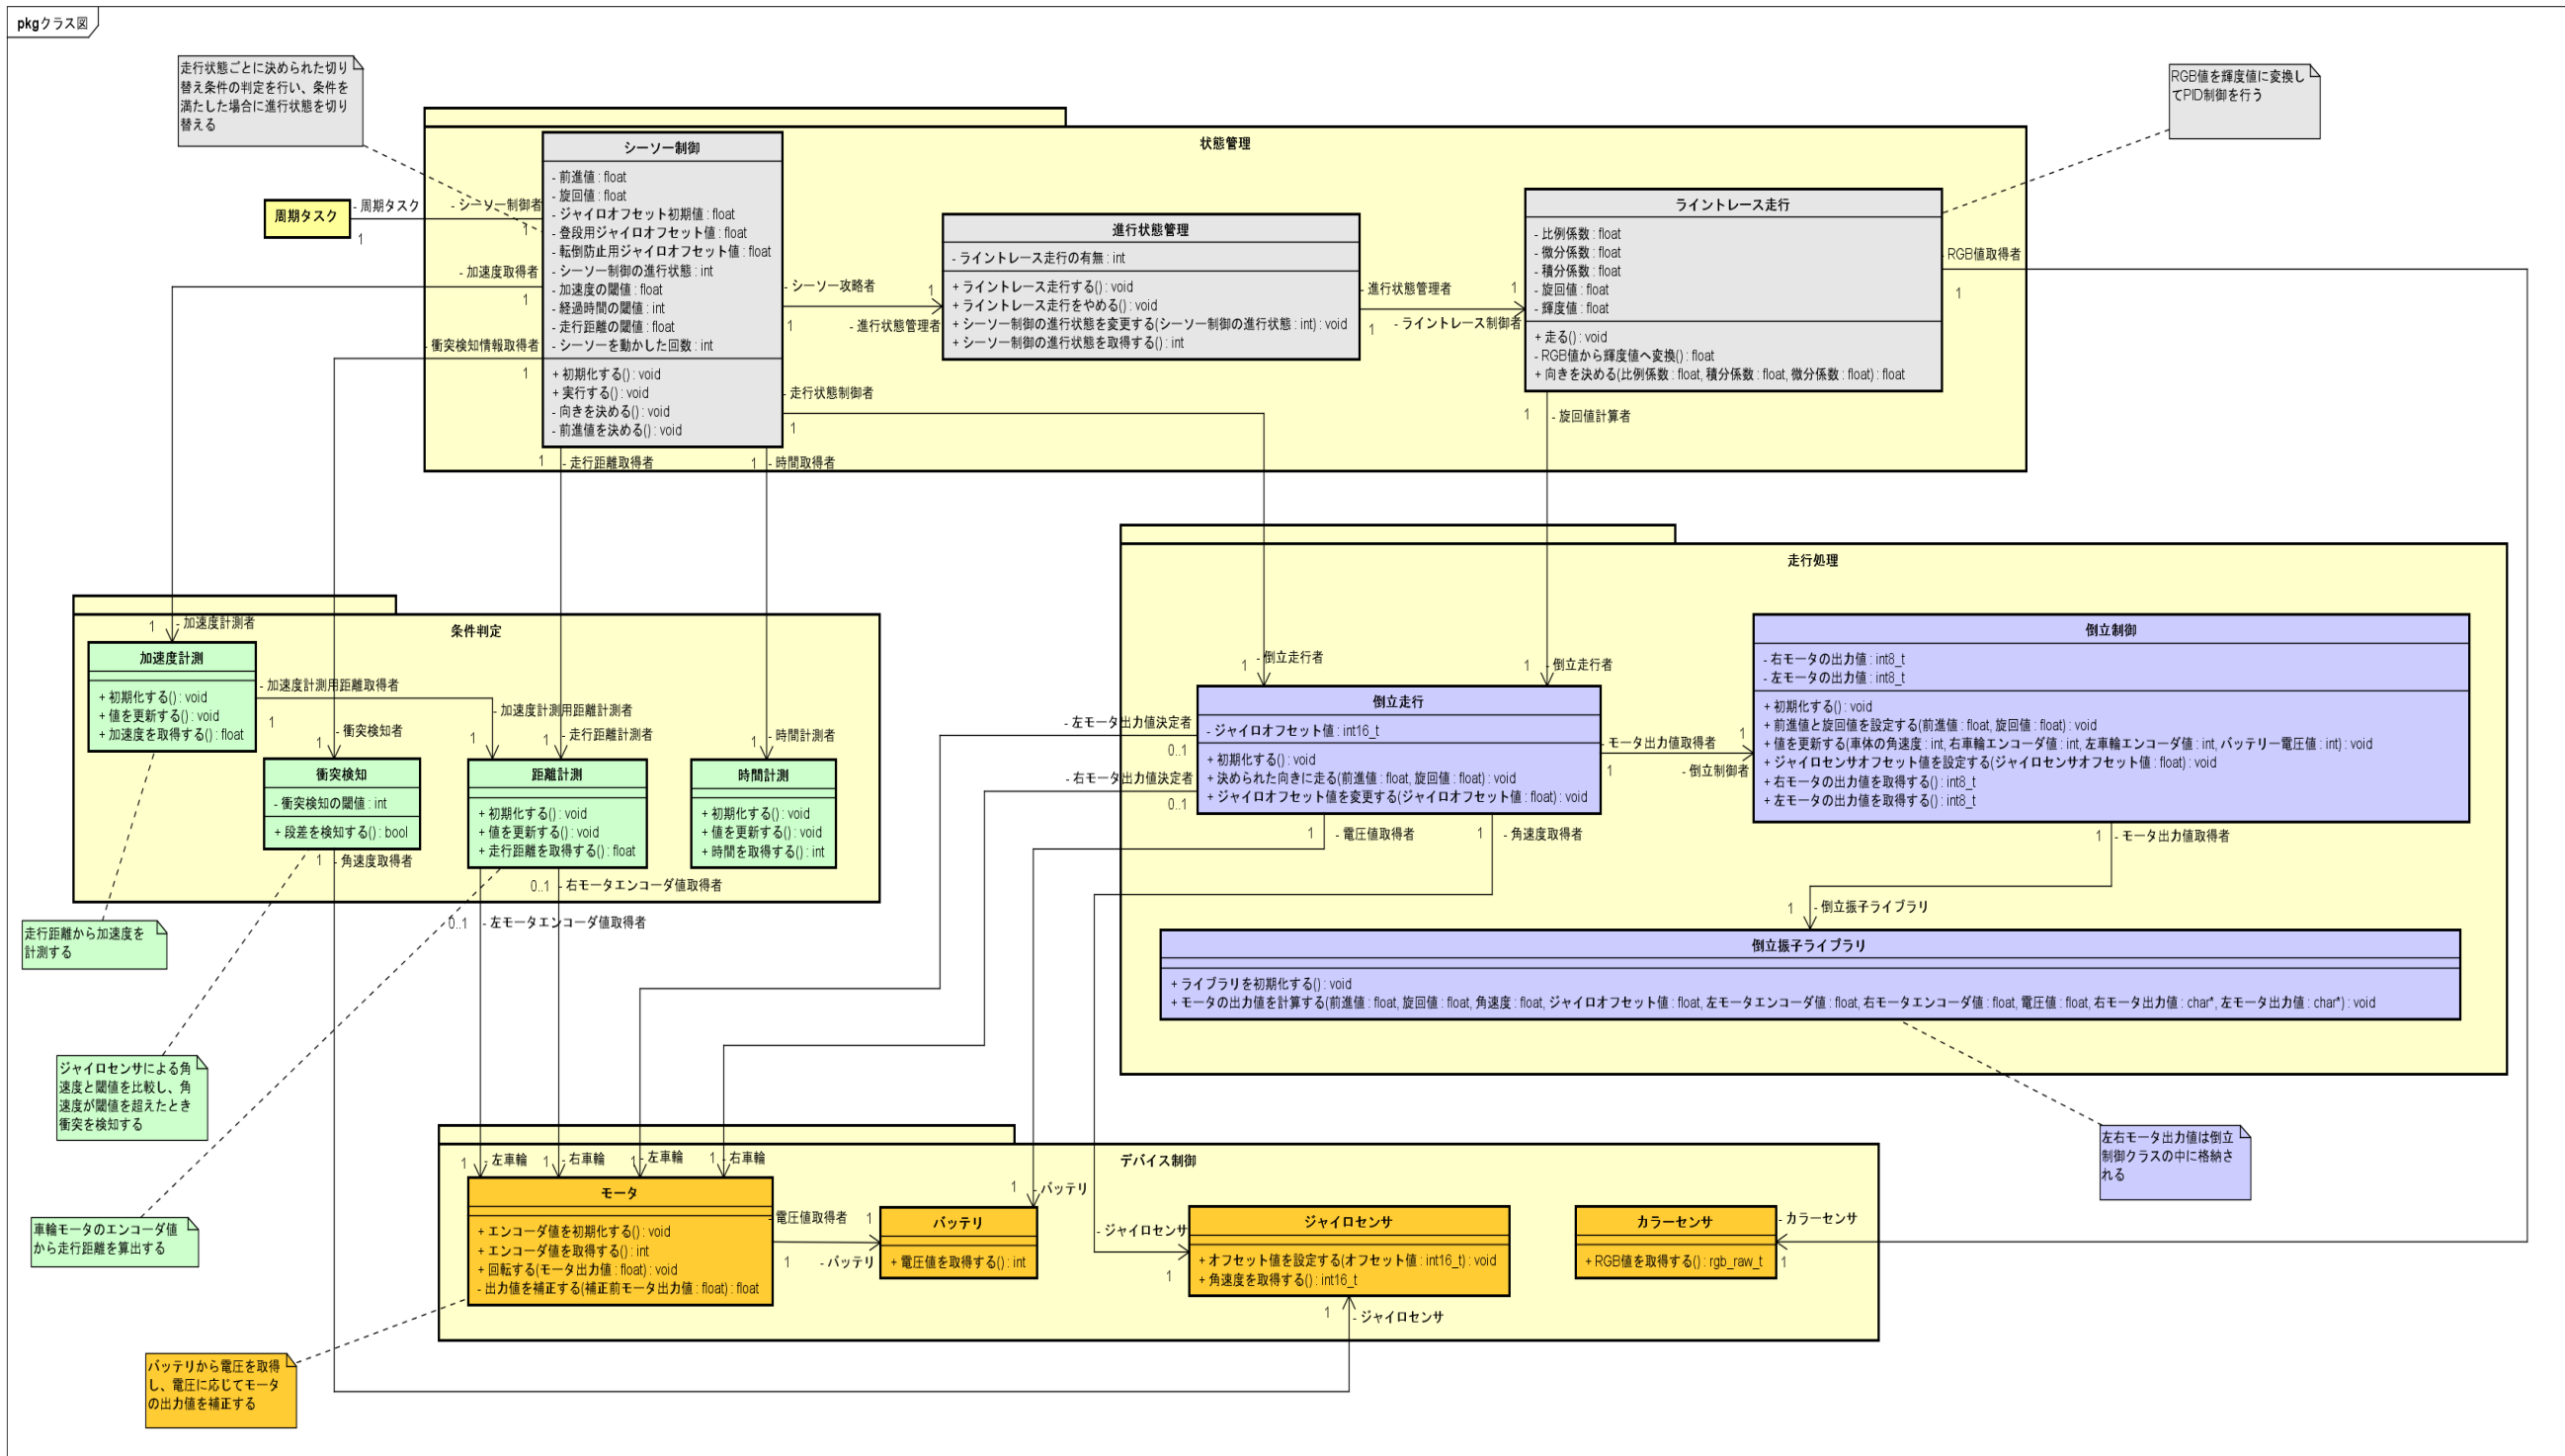 pkgクラス図
走行状態ごとに決められた切り
替え条件の判定を行い、条件を
満たした場合に進行状態を切り
替える
RGB値を輝度値に変換し
てPID制御を行う
状態管理
周期タスク
- 周期タスク
1
- シーソー制御者
1
シーソー制御
- 前進値 : float
- 旋回値 : float
- ジャイロオフセット初期値 : float
- 登段用ジャイロオフセット値 : float
- 転倒防止用ジャイロオフセット値 : float
- シーソー制御の進行状態 : int
- 加速度の閾値 : float
- 経過時間の閾値 : int
- 走行距離の閾値 : float
- シーソーを動かした回数 : int
+ 初期化する() : void
+ 実行する() : void
- 向きを決める() : void
- 前進値を決める() : void
- 加速度取得者
1
- 衝突検知情報取得者
1
- シーソー攻略者
1
1
- 進行状態管理者
進行状態管理
- ライントレース走行の有無 : int
+ ライントレース走行する() : void
+ ライントレース走行をやめる() : void
+ シーソー制御の進行状態を変更する(シーソー制御の進行状態 : int) : void
+ シーソー制御の進行状態を取得する() : int
- 進行状態管理者
1
1
- ライントレース制御者
ライントレース走行
- 比例係数 : float
- 微分係数 : float
- 積分係数 : float
- 旋回値 : float
- 輝度値 : float
+ 走る() : void
- RGB値から輝度値へ変換() : float
+ 向きを決める(比例係数 : float, 積分係数 : float, 微分係数 : float) : float
- RGB値取得者
1
- 走行状態制御者
1
1
- 旋回値計算者
1
- 走行距離取得者
1
- 時間取得者
走行処理
条件判定
1
- 加速度計測者
加速度計測
+ 初期化する() : void
+ 値を更新する() : void
+ 加速度を取得する() : float
- 加速度計測用距離取得者
1
- 加速度計測用距離計測者
1
1
- 衝突検知者
1
- 走行距離計測者
1
- 時間計測者
衝突検知
- 衝突検知の閾値 : int
+ 段差を検知する() : bool
1
- 角速度取得者
距離計測
+ 初期化する() : void
+ 値を更新する() : void
+ 走行距離を取得する() : float
時間計測
+ 初期化する() : void
+ 値を更新する() : void
+ 時間を取得する() : int
0..1
- 右モータエンコーダ値取得者
0..1
- 左モータエンコーダ値取得者
1
- 倒立走行者
1
- 倒立走行者
倒立走行
- ジャイロオフセット値 : int16_t
+ 初期化する() : void
+ 決められた向きに走る(前進値 : float, 旋回値 : float) : void
+ ジャイロオフセット値を変更する(ジャイロオフセット値 : float) : void
- 左モータ出力値決定者
0..1
- 右モータ出力値決定者
0..1
- モータ出力値取得者
1
1
- 倒立制御者
倒立制御
- 右モータの出力値 : int8_t
- 左モータの出力値 : int8_t
+ 初期化する() : void
+ 前進値と旋回値を設定する(前進値 : float, 旋回値 : float) : void
+ 値を更新する(車体の角速度 : int, 右車輪エンコーダ値 : int, 左車輪エンコーダ値 : int, バッテリー電圧値 : int) : void
+ ジャイロセンサオフセット値を設定する(ジャイロセンサオフセット値 : float) : void
+ 右モータの出力値を取得する() : int8_t
+ 左モータの出力値を取得する() : int8_t
1
- 電圧値取得者
1
- 角速度取得者
1
- モータ出力値取得者
1
- 倒立振子ライブラリ
倒立振子ライブラリ
+ ライブラリを初期化する() : void
+ モータの出力値を計算する(前進値 : float, 旋回値 : float, 角速度 : float, ジャイロオフセット値 : float, 左モータエンコーダ値 : float, 右モータエンコーダ値 : float, 電圧値 : float, 右モータ出力値 : char*, 左モータ出力値 : char*) : void
走行距離から加速度を
計測する
ジャイロセンサによる角
速度と閾値を比較し、角
速度が閾値を超えたとき
衝突を検知する
車輪モータのエンコーダ値
から走行距離を算出する
左右モータ出力値は倒立
制御クラスの中に格納さ
れる
デバイス制御
1
- 左車輪
1
- 右車輪
1
- 左車輪
1
- 右車輪
モータ
+ エンコーダ値を初期化する() : void
+ エンコーダ値を取得する() : int
+ 回転する(モータ出力値 : float) : void
- 出力値を補正する(補正前モータ出力値 : float) : float
- 電圧値取得者
1
1
- バッテリ
1
- バッテリ
バッテリ
+ 電圧値を取得する() : int
- ジャイロセンサ
1
ジャイロセンサ
+ オフセット値を設定する(オフセット値 : int16_t) : void
+ 角速度を取得する() : int16_t
1
- ジャイロセンサ
カラーセンサ
+ RGB値を取得する() : rgb_raw_t
- カラーセンサ
1
バッテリから電圧を取得
し、電圧に応じてモータ
の出力値を補正する